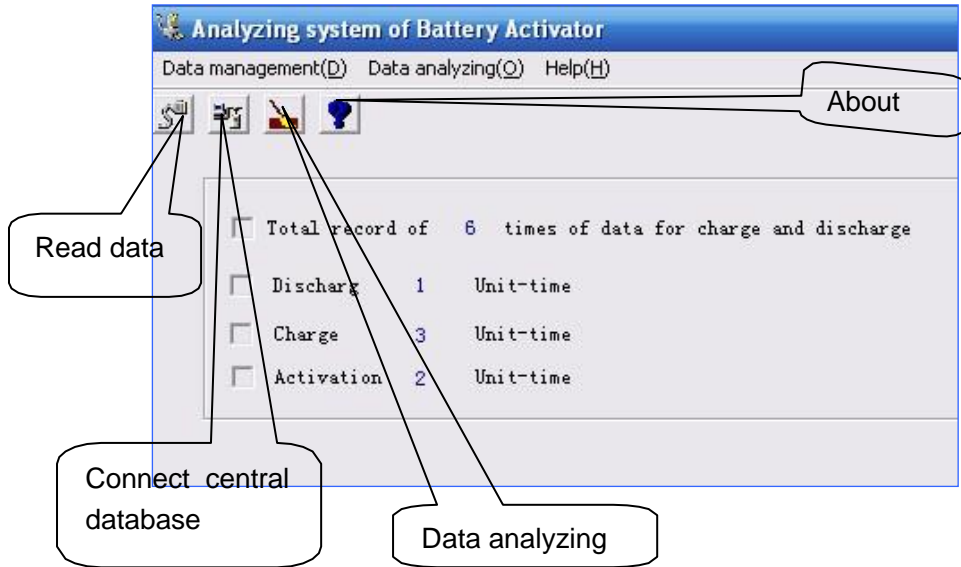 Analyzing system of Battery Activator
Data management(D) Data analyzing(O) Help(H)
About
Read data
Total record of 6 times of data for charge and discharge
Discharg 1 Unit-time
Charge 3 Unit-time
Activation 2 Unit-time
Connect central
database
Data analyzing